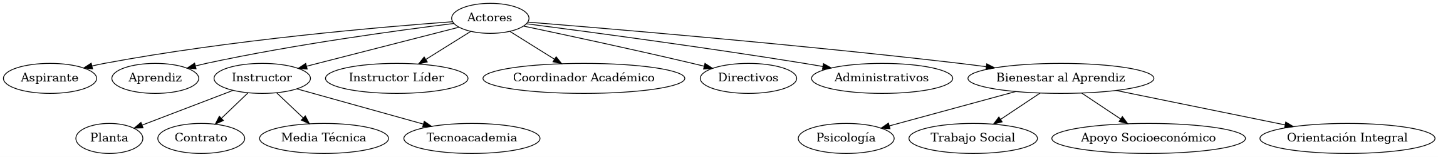 Actores
Aspirante
Aprendiz
Instructor
Instructor Líder
Coordinador Académico
Directivos
Administrativos
Bienestar al Aprendiz
Planta
Contrato
Media Técnica
Tecnoacademia
Psicología
Trabajo Social
Apoyo Socioeconómico
Orientación Integral